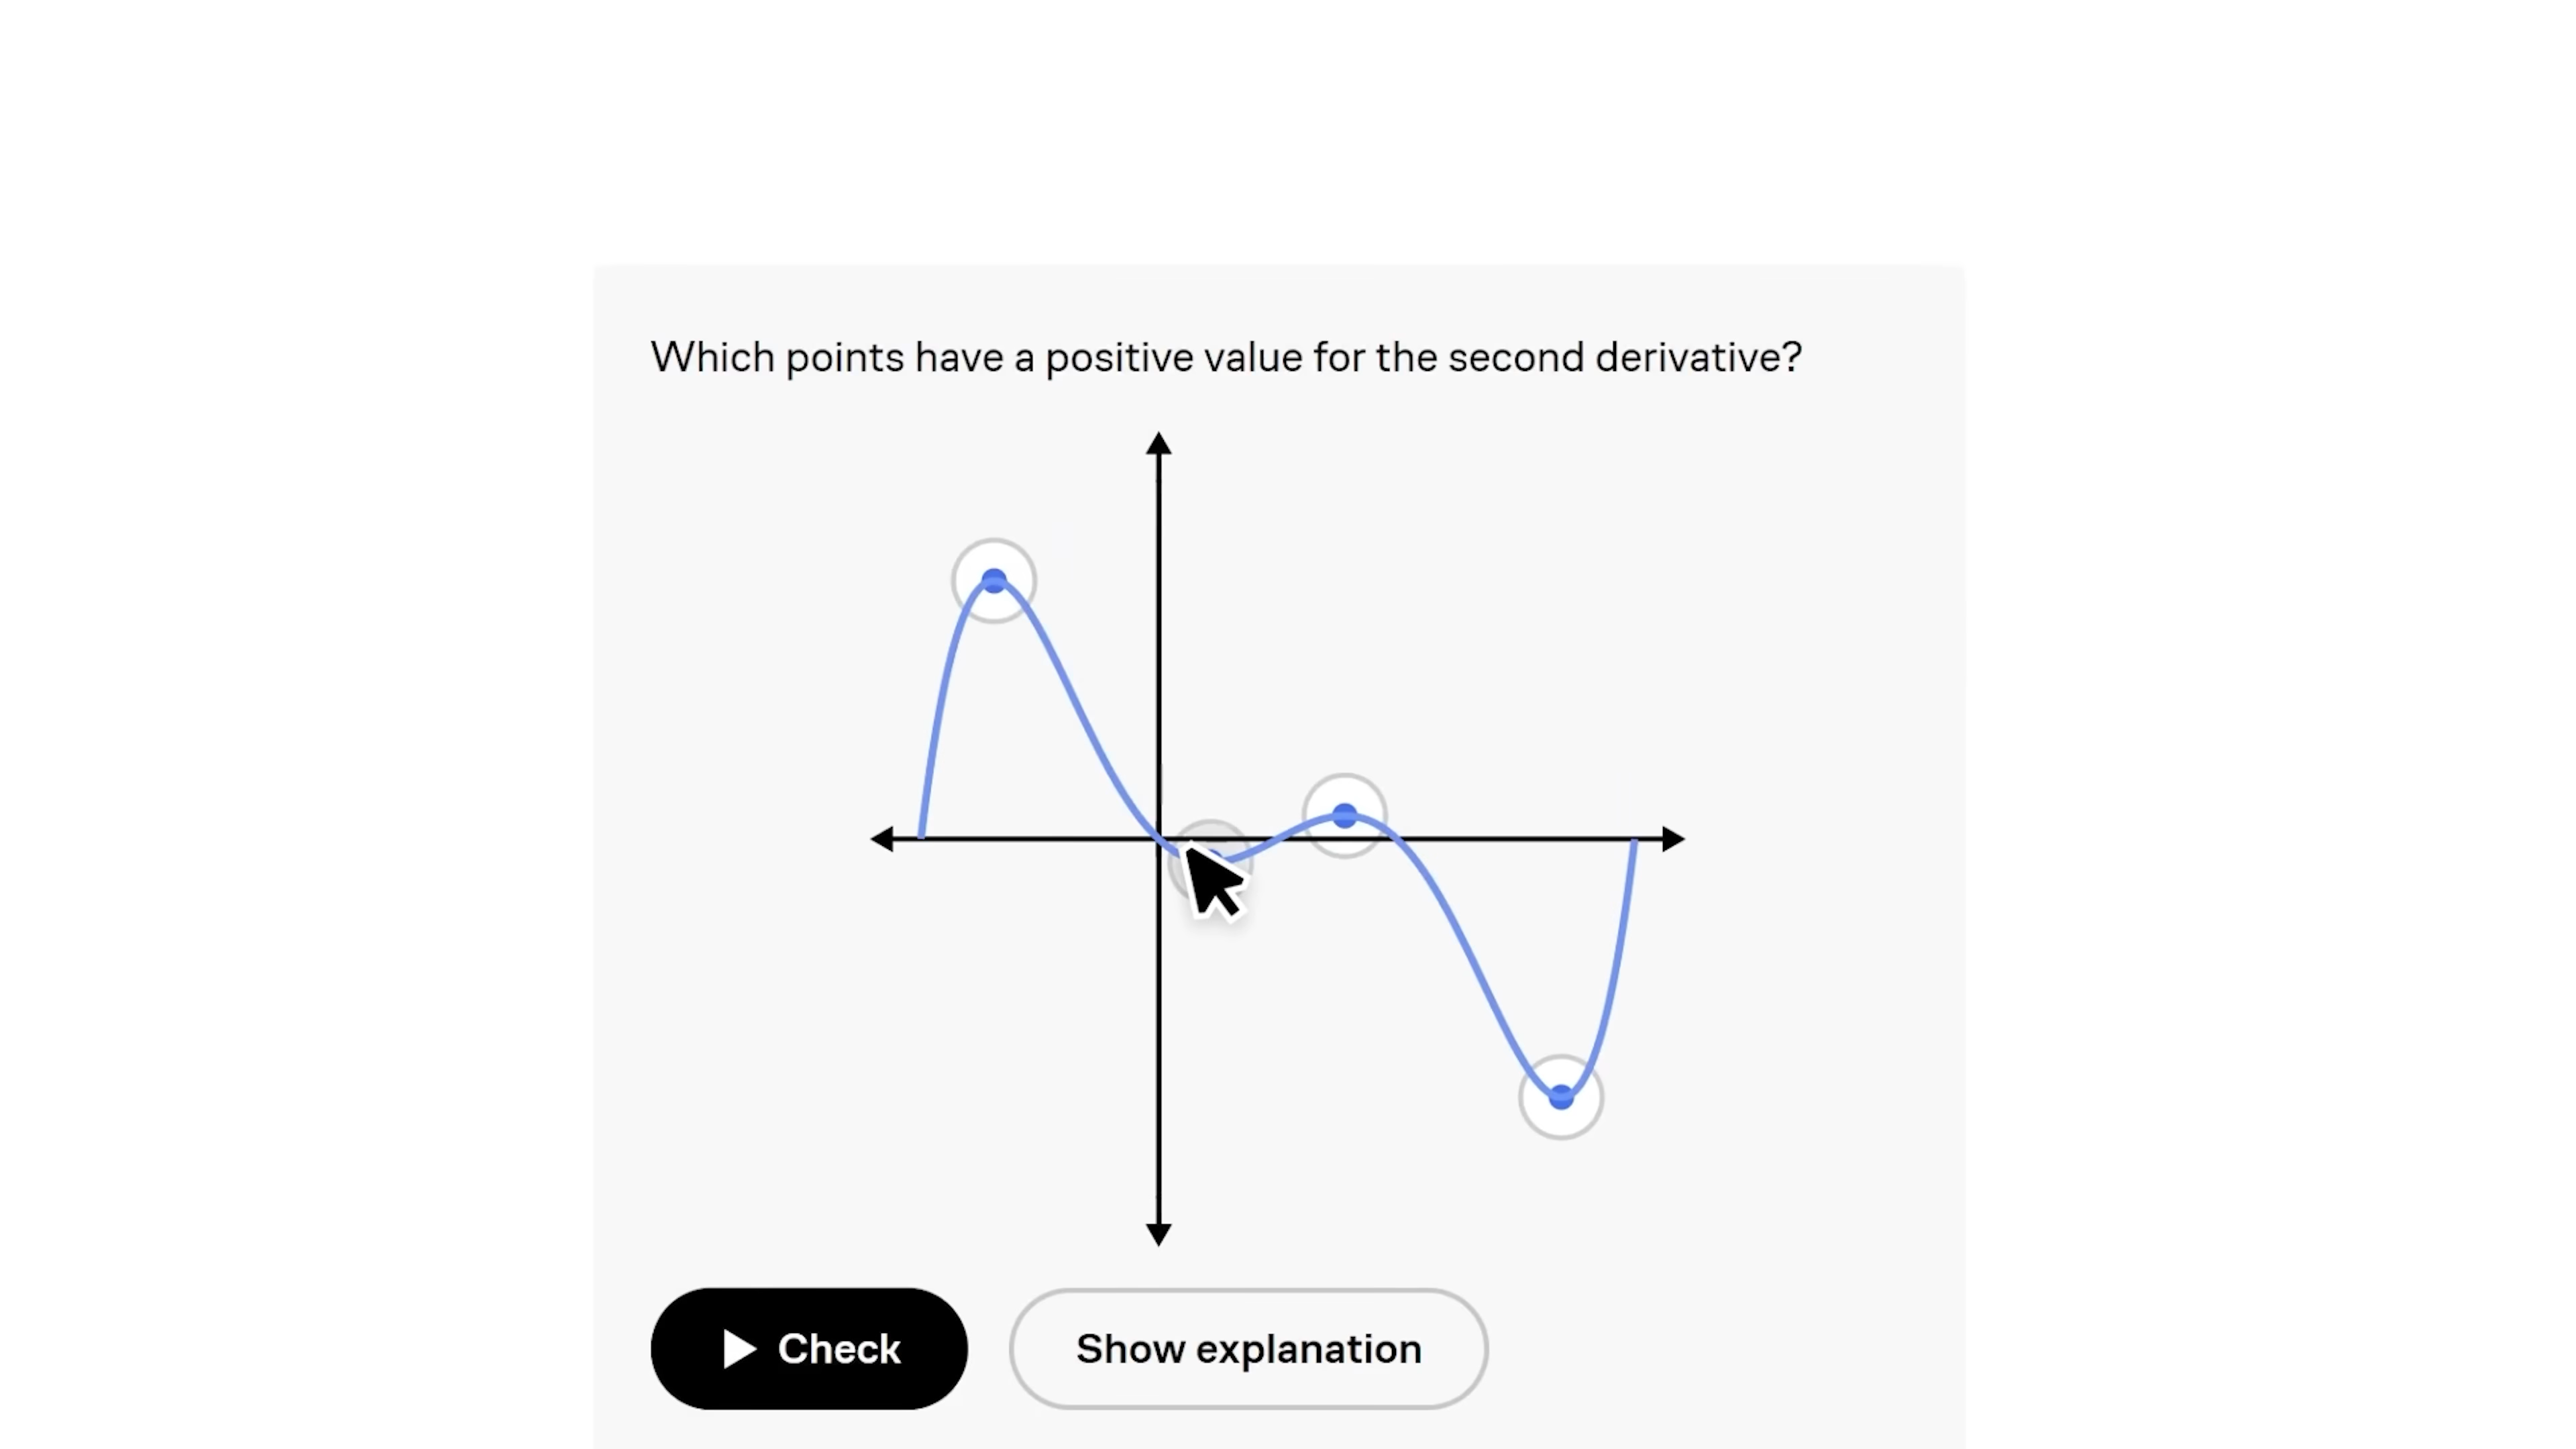 Which points have a positive value for the second derivative?
Check
Show explanation